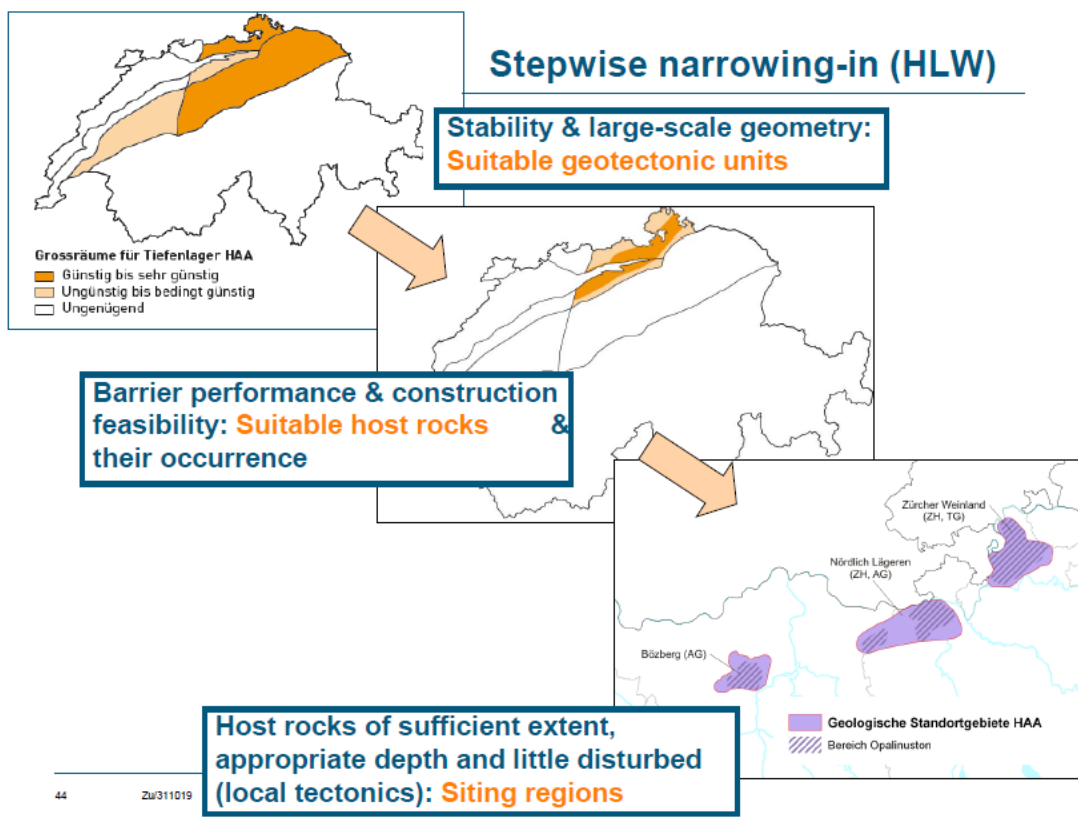 Stepwise narrowing-in (HLW)
Stability & large-scale geometry:
Suitable geotectonic units
Grossräume für Tiefenlager HAA
Günstig bis sehr günstig
Ungünstig bis bedingt günstig
Ungenügend
Barrier performance & construction
feasibility: Suitable host rocks &
their occurrence
Zürcher Weinland
(ZH, TG)
Nördlich Lägeren
(ZH, AG)
Bözberg (AG)
Geologische Standortgebiete HAA
Bereich Opalinuston
Host rocks of sufficient extent,
appropriate depth and little disturbed
(local tectonics): Siting regions
44 Zu/311019